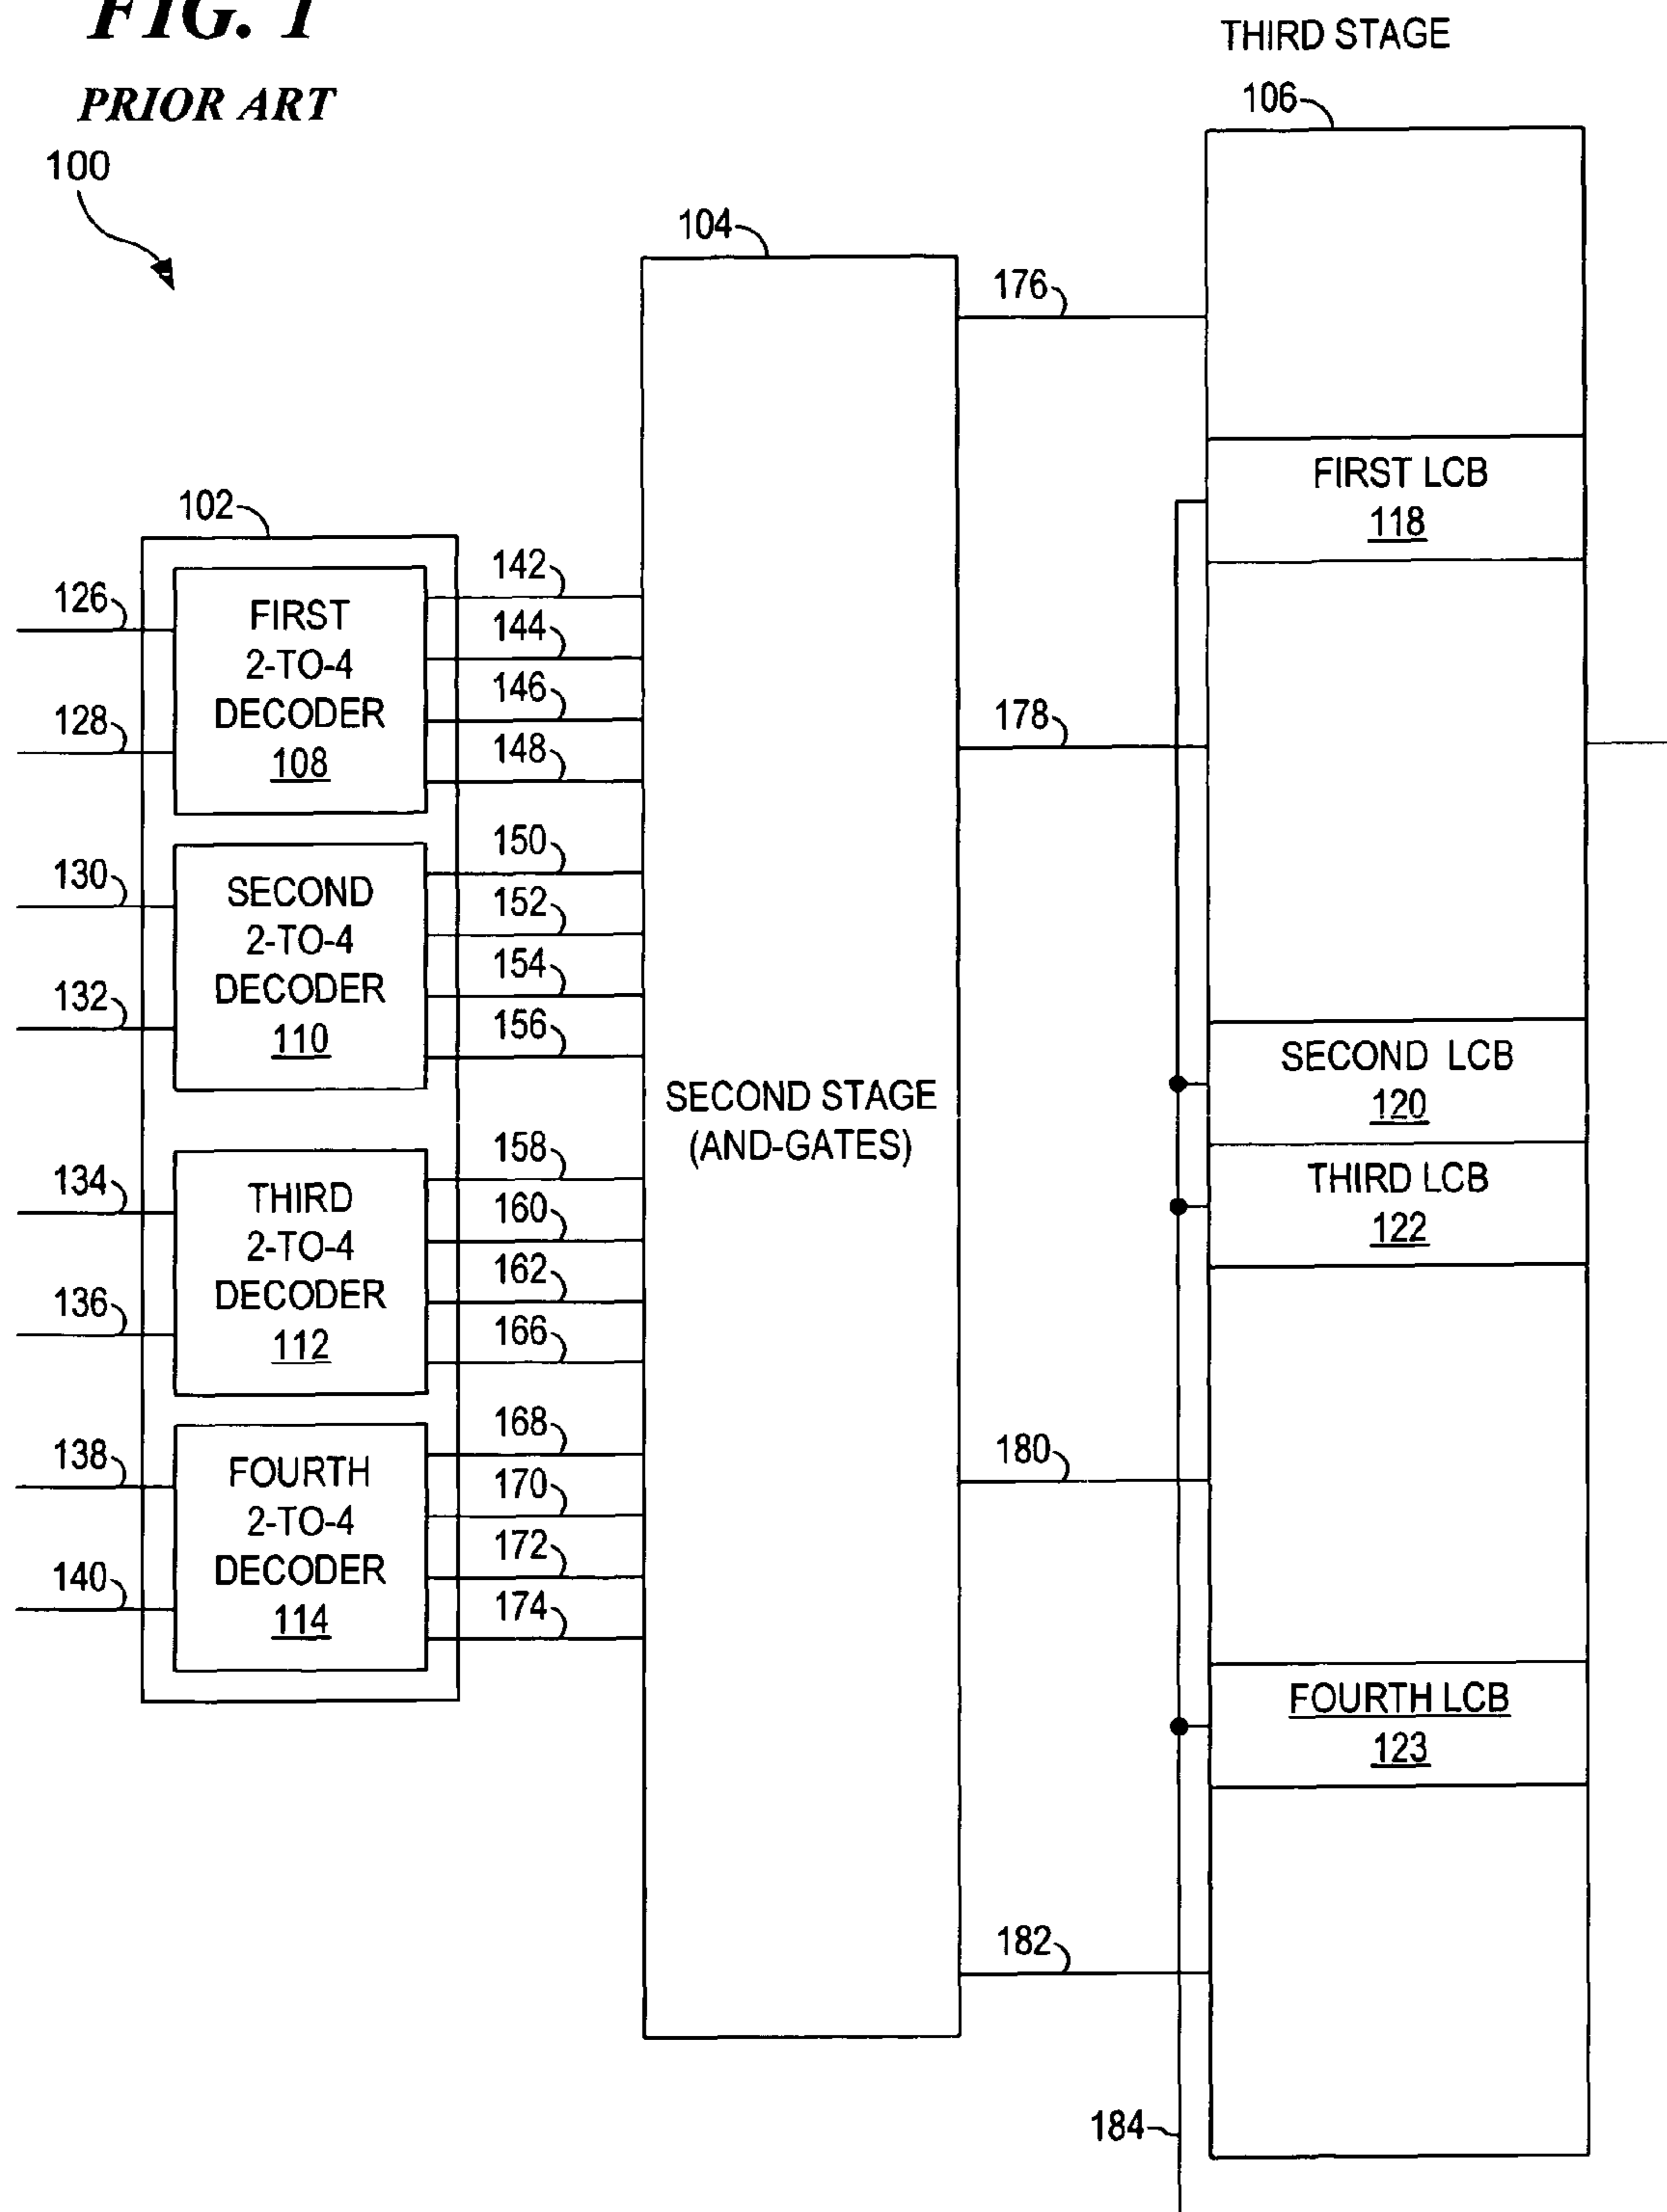 FIG. 1
PRIOR ART
100
THIRD STAGE
106
104
176
FIRST LCB
118
102
126
128
FIRST
2-TO-4
DECODER
108
142
144
146
148
178
130
132
SECOND
2-TO-4
DECODER
110
150
152
154
156
SECOND STAGE
(AND-GATES)
SECOND LCB
120
THIRD LCB
122
134
136
THIRD
2-TO-4
DECODER
112
158
160
162
166
138
140
FOURTH
2-TO-4
DECODER
114
168
170
172
174
180
FOURTH LCB
123
182
184